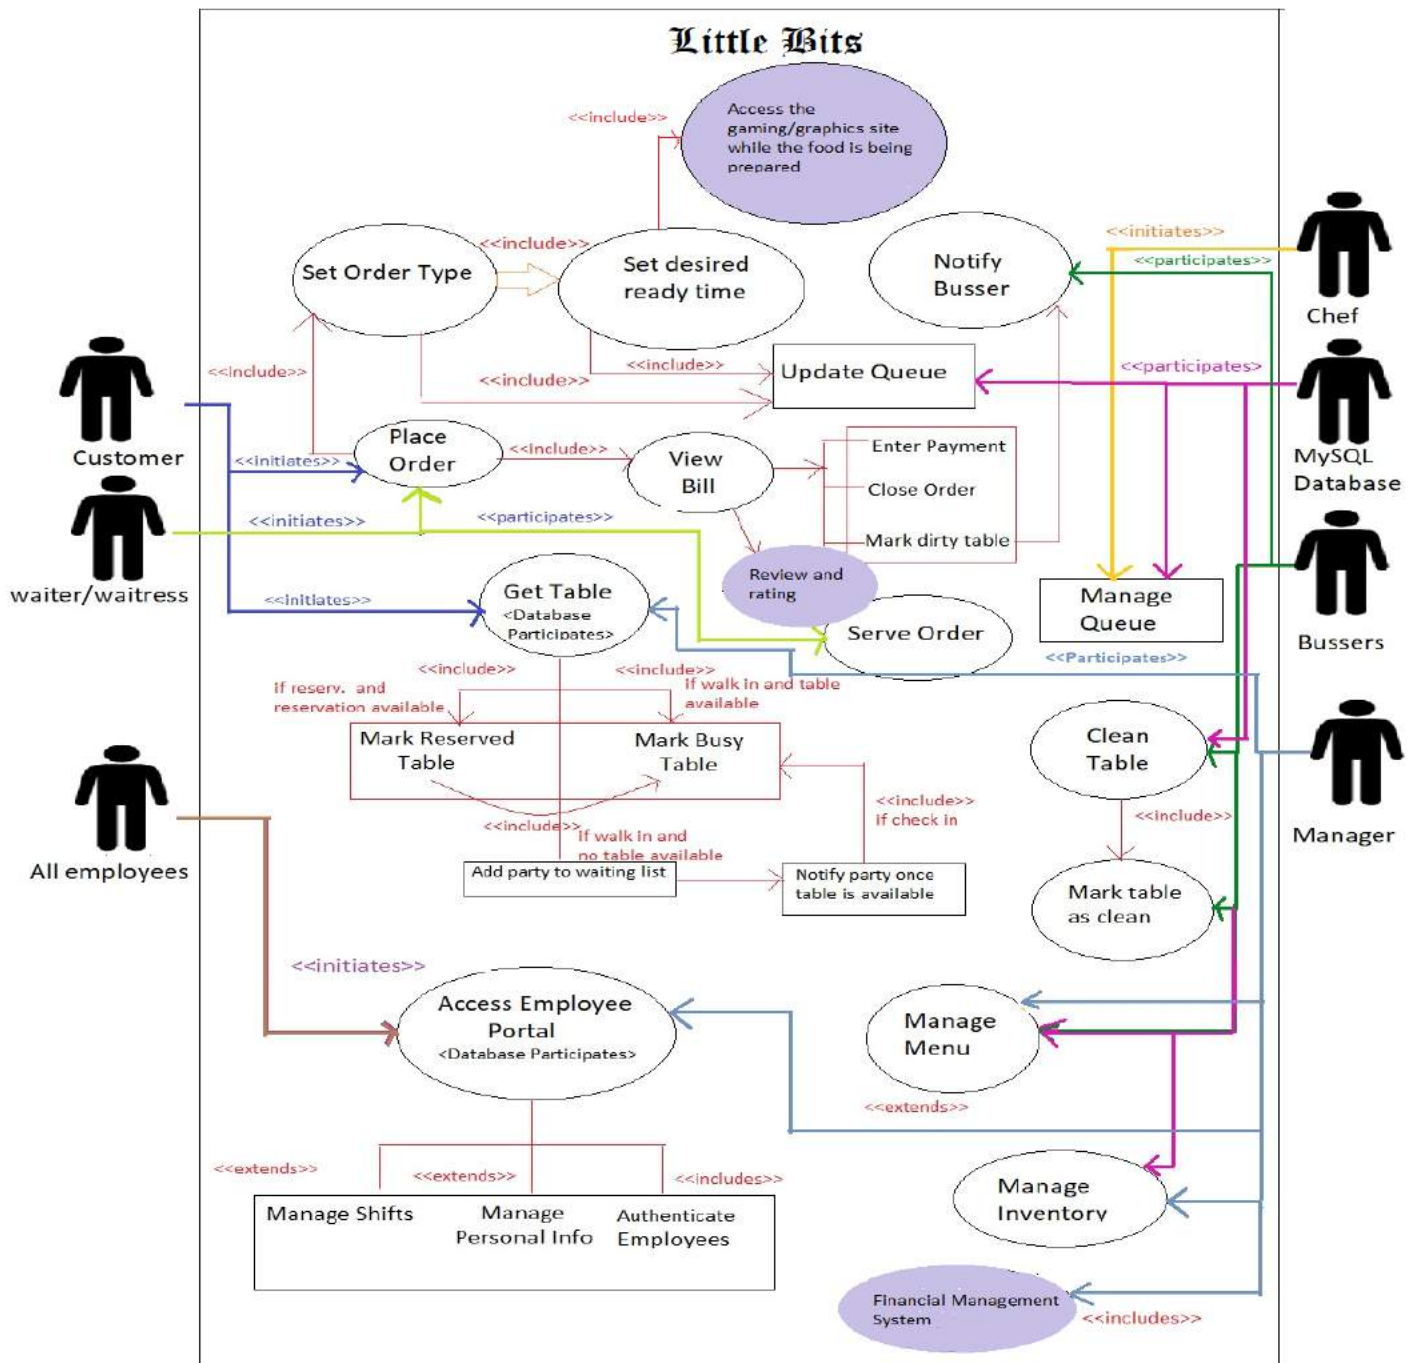 Little Bits
<<include>>
Access the
gaming/graphics site
while the food is being
prepared
Set Order Type
<<include>>
Set desired
ready time
Notify
Busser
<<initiates>>
<<participates>>
Chef
<<include>>
<<include>>
<<include>>
Update Queue
<<participates>
MySQL
Database
Customer
<<initiates>>
Place
Order
<<include>>
View
Bill
Enter Payment
Close Order
Mark dirty table
waiter/waitress
<<initiates>>
<<participates>>
<<initiates>>
Get Table
<Database
Participates>
Review and
rating
Serve Order
Manage
Queue
<<Participates>>
Bussers
<<include>>
<<include>>
if reserv. and
reservation available
if walk in and table
available
Mark Reserved
Table
Mark Busy
Table
<<include>>
if walk in and
no table available
<<include>>
if check in
Add party to waiting list
Notify party once
table is available
Clean
Table
<<include>>
Mark table
as clean
Manager
All employees
<<initiates>>
Access Employee
Portal
<Database Participates>
Manage
Menu
<<extends>>
<<extends>>
<<extends>>
<<includes>>
Manage Shifts
Manage
Personal Info
Authenticate
Employees
Manage
Inventory
Financial Management
System
<<includes>>